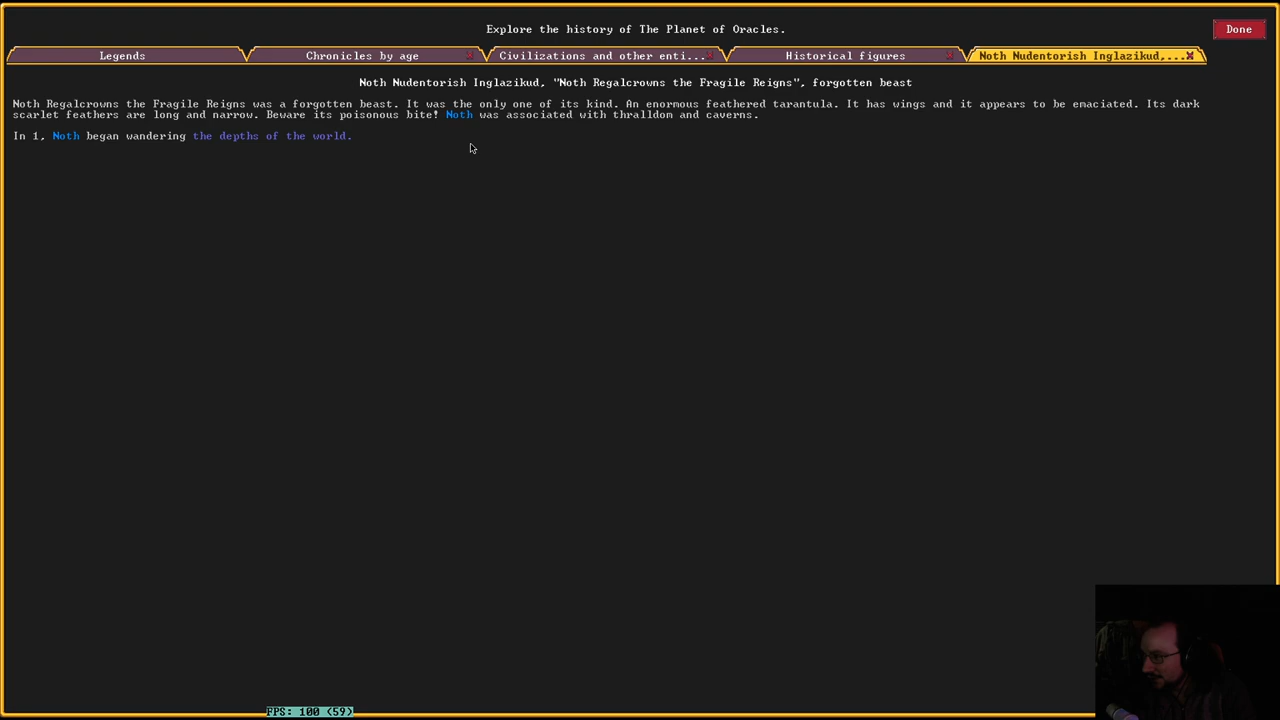 Explore the history of The Planet of Oracles.
Done
Legends
Chronicles by age
Civilizations and other enti...
Historical figures
Noth Nudentorish Inglazikud,...
Noth Nudentorish Inglazikud, "Noth Regalcrowns the Fragile Reigns", forgotten beast
Noth Regalcrowns the Fragile Reigns was a forgotten beast. It was the only one of its kind. An enormous feathered tarantula. It has wings and it appears to be emaciated. Its dark
scarlet feathers are long and narrow. Beware its poisonous bite! Noth was associated with thralldom and caverns.
In 1, Noth began wandering the depths of the world.
FPS: 100 (59)